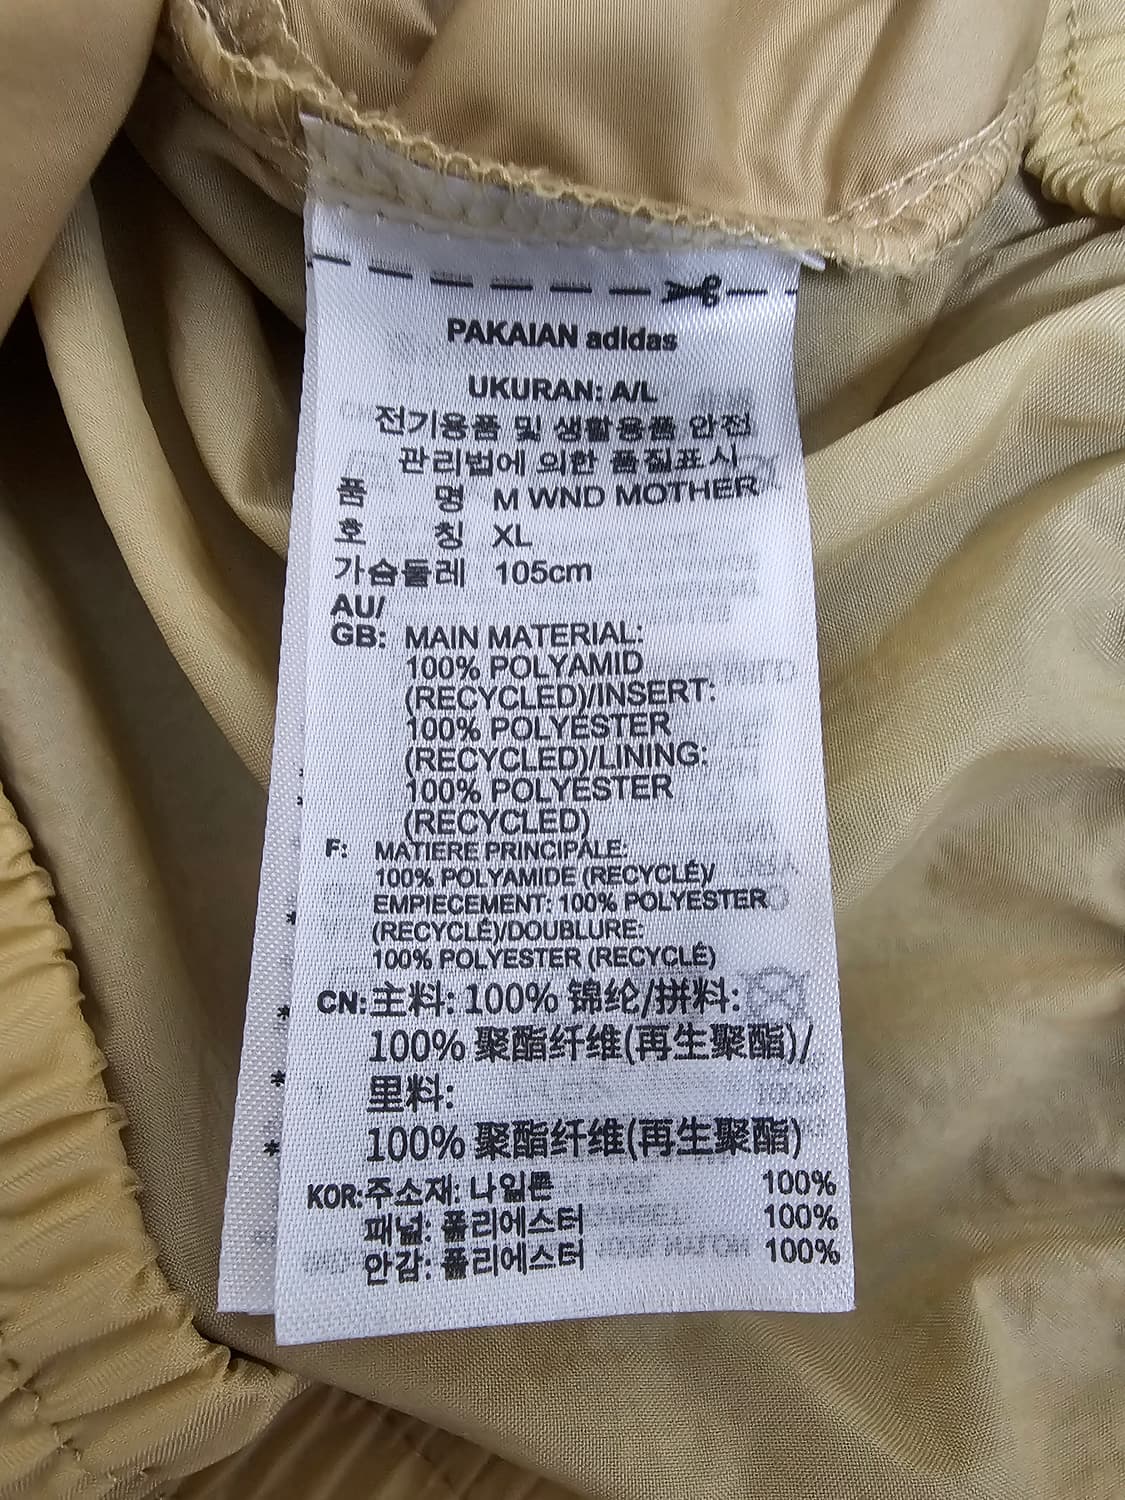 PAKAIAN adidas
UKURAN: A/L
전기용품 및 생활용품 안전
관리법에 의한 품질표시
품 명 M WND MOTHER
호 칭 XL
가슴둘레 105cm
AU/
GB: MAIN MATERIAL:
100% POLYAMID
(RECYCLED)/INSERT:
100% POLYESTER
(RECYCLED)/LINING:
100% POLYESTER
(RECYCLED)
F: MATIERE PRINCIPALE:
100% POLYAMIDE (RECYCLÉ)/
EMPIECEMENT: 100% POLYESTER
(RECYCLÉ)/DOUBLURE:
100% POLYESTER (RECYCLÉ)
CN: 主料: 100% 锦纶/拼料:
100% 聚酯纤维(再生聚酯)/
里料:
100% 聚酯纤维(再生聚酯)
KOR: 주소재: 나일론 100%
패널: 폴리에스터 100%
안감: 폴리에스터 100%